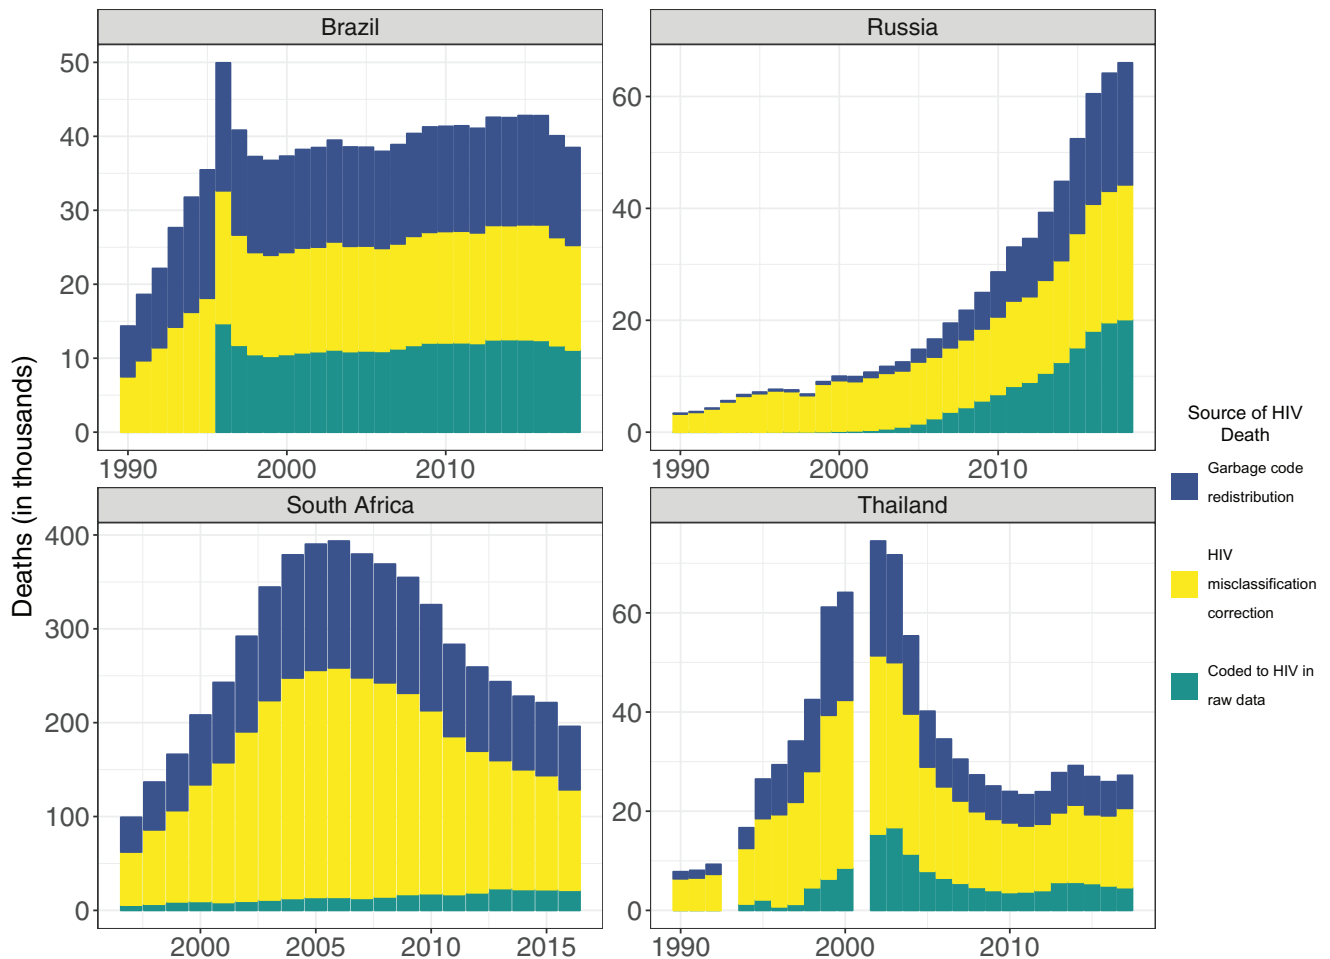 Brazil
Russia
50
40
30
20
10
0
1990
2000
2010
60
40
20
0
1990
2000
2010
Deaths (in thousands)
South Africa
Thailand
400
300
200
100
0
2000
2005
2010
2015
60
40
20
0
1990
2000
2010
Source of HIV
Death
Garbage code
redistribution
HIV
misclassification
correction
Coded to HIV in
raw data